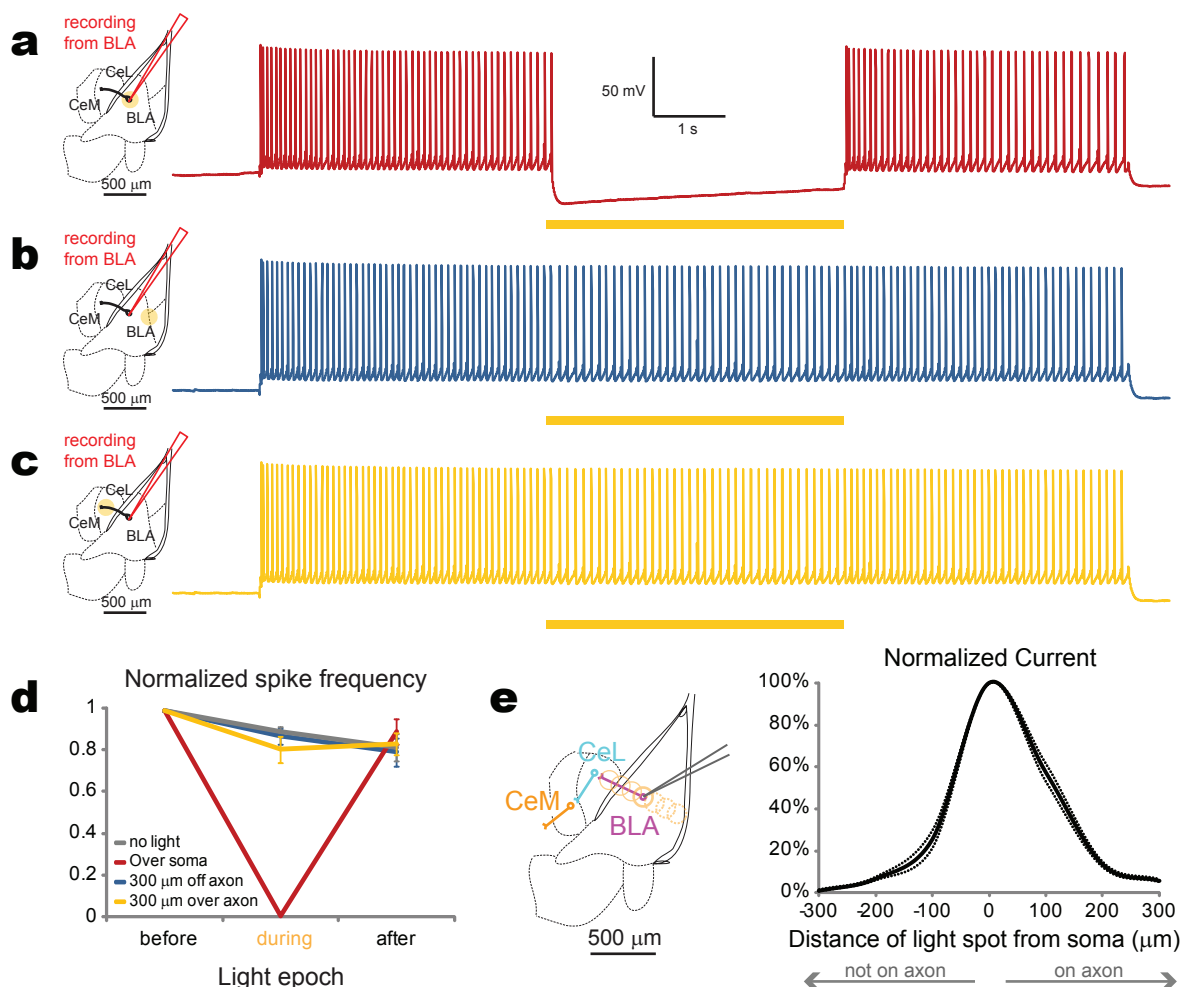 a
recording
from BLA
CeL
CeM
BLA
500 μm
50 mV
1 s
b
recording
from BLA
CeL
CeM
BLA
500 μm
c
recording
from BLA
CeL
CeM
BLA
500 μm
d
Normalized spike frequency
1
0.8
0.6
0.4
0.2
0
no light
Over soma
300 μm off axon
300 μm over axon
before during after
Light epoch
e
CeL
CeM
BLA
500 μm
Normalized Current
100%
80%
60%
40%
20%
0%
-300 -200 -100 0 100 200 300
Distance of light spot from soma (μm)
not on axon on axon